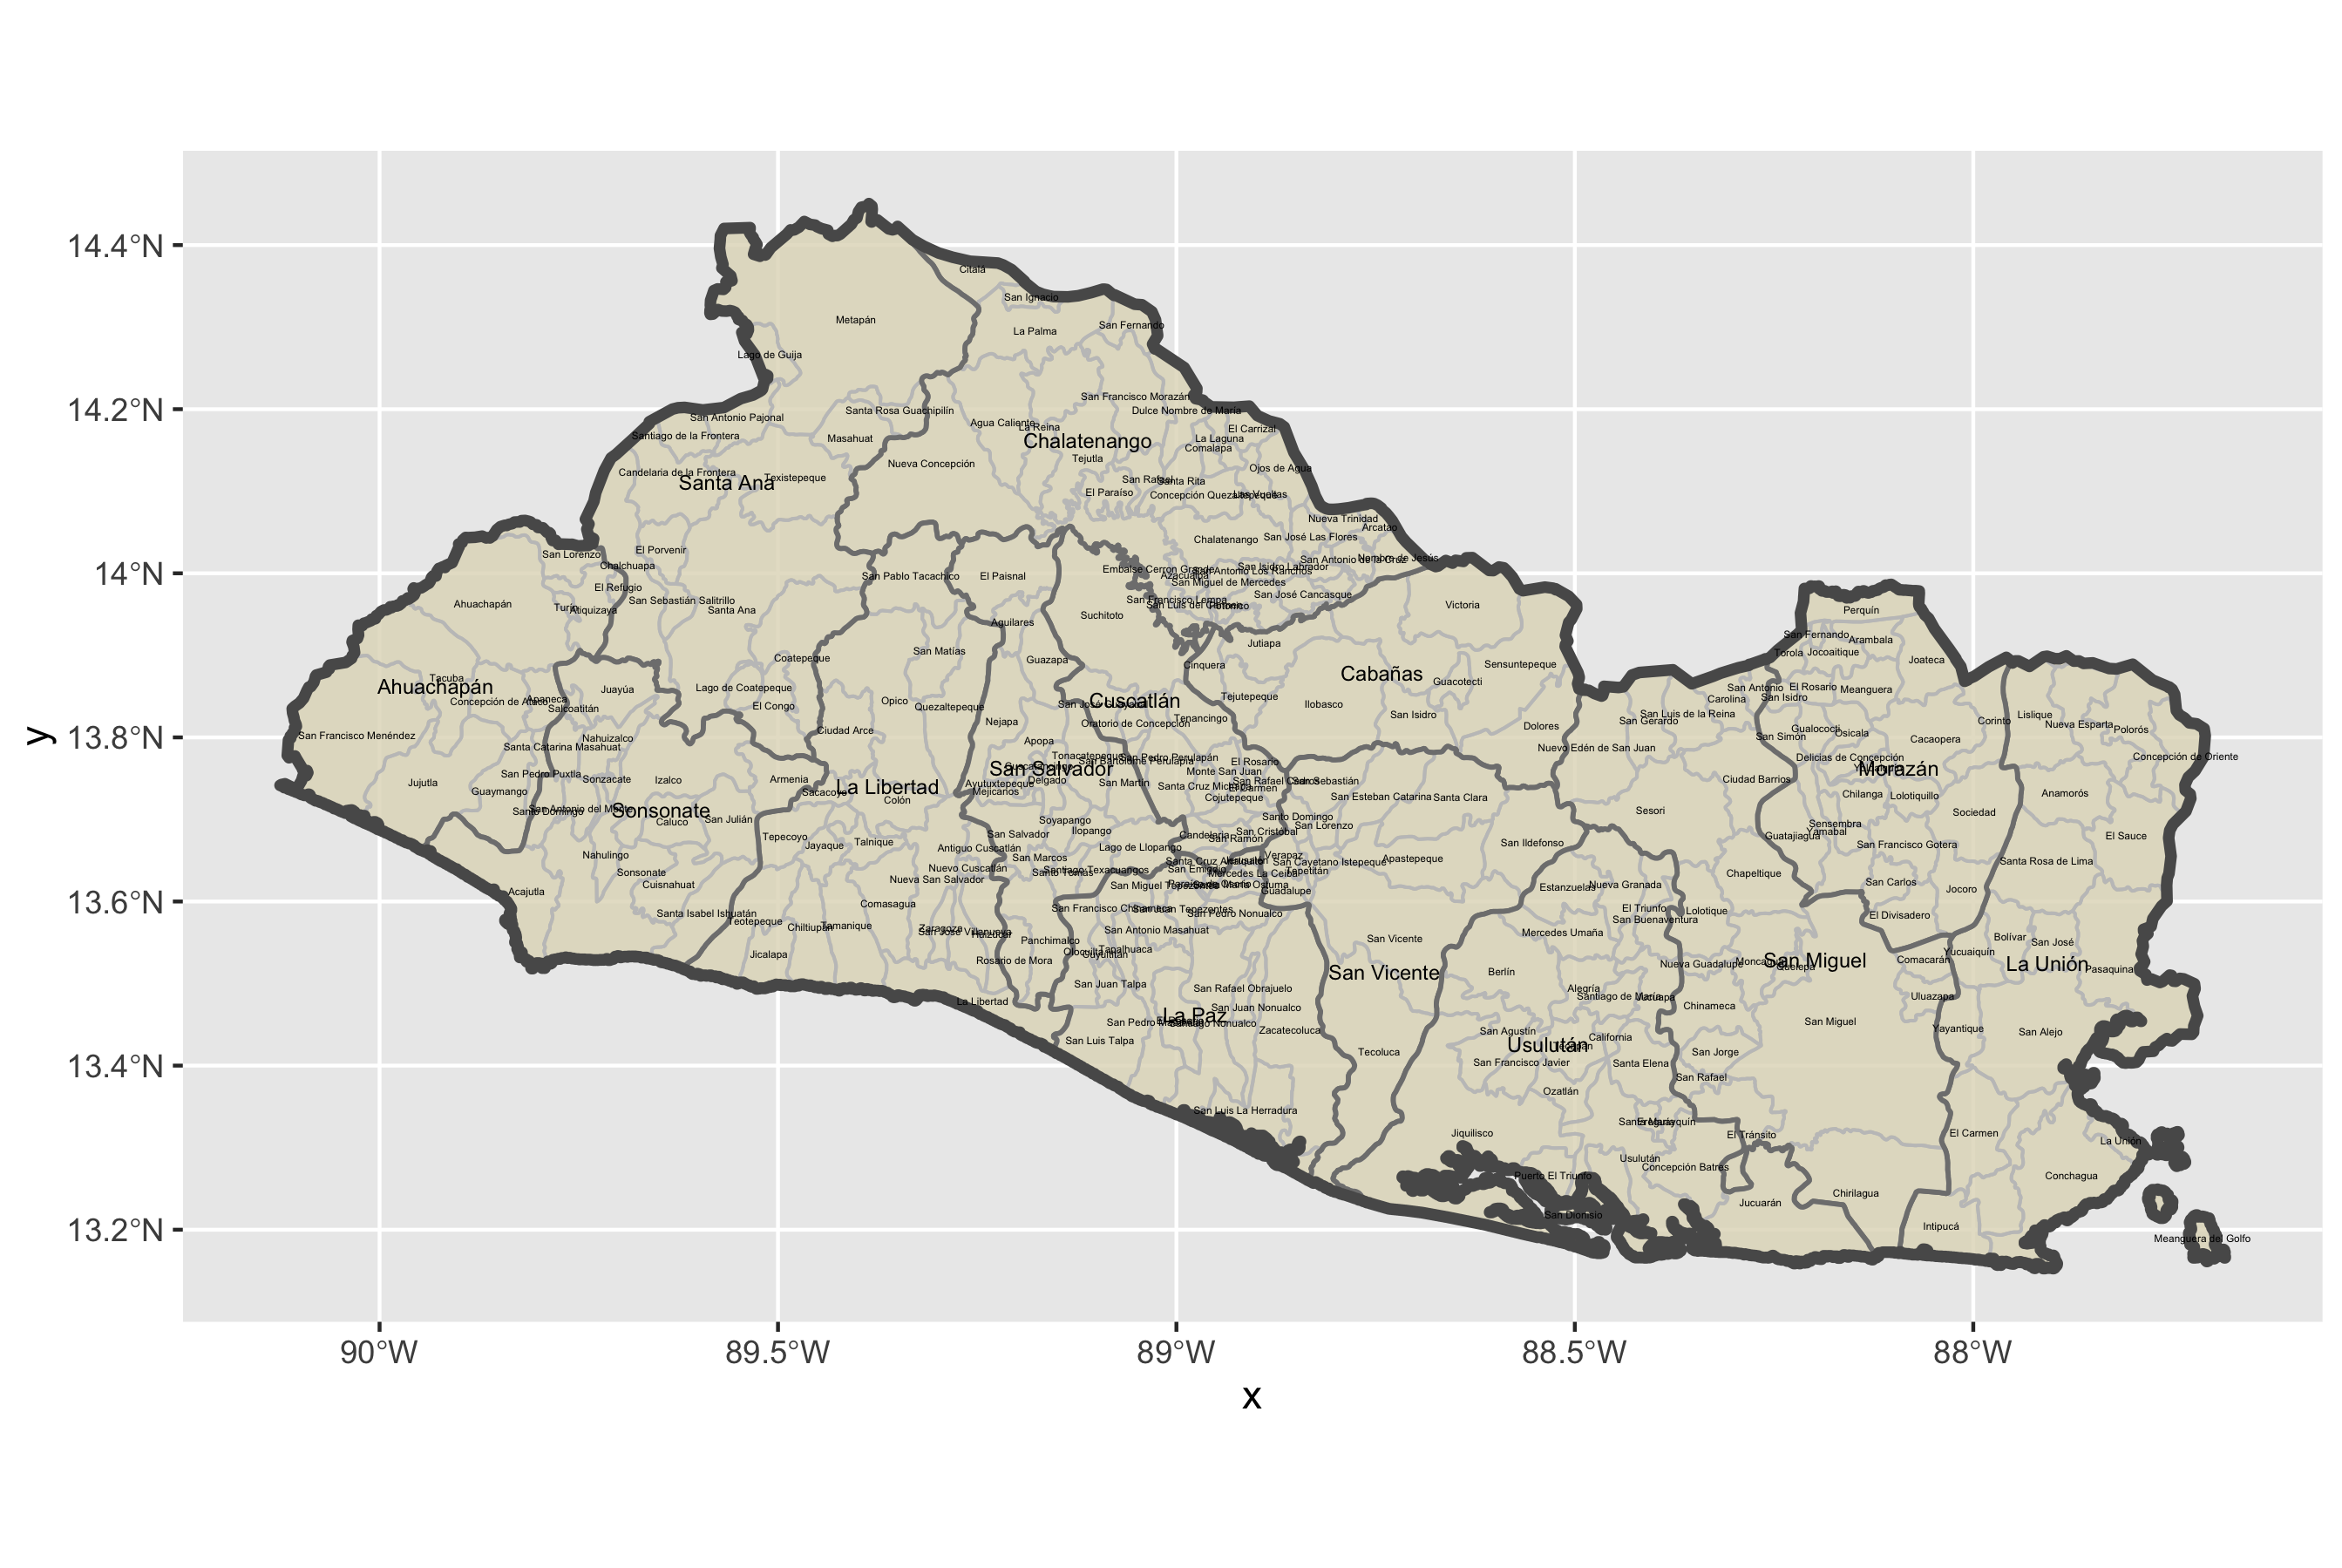 14.4°N
14.2°N
14°N
13.8°N
13.6°N
13.4°N
13.2°N
y
90°W
89.5°W
89°W
88.5°W
88°W
x
Citalá
San Ignacio
Metapán
La Palma
San Fernando
Lago de Guija
San Francisco Morazán
Santa Rosa Guachipilín
Dulce Nombre de María
San Antonio Pajonal
Agua Caliente
La Reina
El Carrizal
Santiago de la Frontera
Masahuat
Chalatenango
La Laguna
Comalapa
Nueva Concepción
Tejutla
Ojos de Agua
Candelaria de la Frontera
Santa Ana
Texistepeque
San Rafael
Santa Rita
El Paraíso
Concepción Quezaltepeque
Las Vueltas
Nueva Trinidad
Arcatao
Chalatenango
San José Las Flores
San Lorenzo
El Porvenir
San Antonio de la Cruz
Nombre de Jesús
Chalchuapa
San Pablo Tacachico
El Paisnal
Embalse Cerron Grande
Azacualpa
San Antonio Los Ranchos
San Isidro Labrador
San Miguel de Mercedes
El Refugio
San José Cancasque
San Sebastián Salitrillo
San Francisco Lempa
San Luis del Carmen
Potonico
Ahuachapán
Turín
Atiquizaya
Santa Ana
Suchitoto
Victoria
Perquín
Aguilares
San Fernando
Arambala
Jutiapa
Torola
Jocoaitique
Joateca
Coatepeque
San Matías
Guazapa
Cinquera
Sensuntepeque
Tacuba
Ahuachapán
Juayúa
Lago de Coatepeque
Cabañas
Guacotecti
San Antonio
El Rosario
Meanguera
San Isidro
Carolina
Concepción de Ataco
Apaneca
Salcoatitán
El Congo
Opico
Quezaltepeque
Cuscatlán
San José Guayabal
Tejutepeque
Ilobasco
San Isidro
San Luis de la Reina
San Gerardo
Corinto
Lislique
Nueva Esparta
Polorós
San Francisco Menéndez
Nahuizalco
Santa Catarina Masahuat
Ciudad Arce
Nejapa
Oratorio de Concepción
Tenancingo
Dolores
Nuevo Edén de San Juan
San Simón
Gualococti
Osicala
Cacaopera
Apopa
Tonacatepeque
San Pedro Perulapán
San Bartolomé Perulapía
El Rosario
Delicias de Concepción
Concepción de Oriente
San Salvador
Morazán
San Pedro Puxtla
Sonzacate
Izalco
Armenia
Jujutla
Guaymango
Sacacoyo
La Libertad
Colón
Ayutuxtepeque
Mejicanos
Delgado
San Martín
Monte San Juan
Santa Cruz Michapa
San Rafael Cedros
San Sebastián
El Carmen
Cojutepeque
San Esteban Catarina
Santa Clara
Ciudad Barrios
Chilanga
Lolotiquillo
Anamorós
Santo Domingo
San Antonio del Monte
Sonsonate
Caluco
San Julián
Soyapango
Santo Domingo
San Lorenzo
Sesori
Sociedad
Tepecoyo
Jayaque
Talnique
San Salvador
Ilopango
Candelaria
San Ramón
San Cristobal
Sensembra
Yamabal
Guatajiagua
El Sauce
Nahulingo
Antiguo Cuscatlán
San Marcos
Lago de Llopango
Verapaz
San Ildefonso
San Francisco Gotera
Sonsonate
Nuevo Cuscatlán
Santo Tomás
Santiago Texacuangos
San Emigdio
Jerusalén
Mercedes La Ceiba
San Cayetano Istepeque
Apastepeque
Tepetitán
Santa Rosa de Lima
Chapeltique
Acajutla
Cuisnahuat
Nueva San Salvador
Guadalupe
Estanzuelas
Nueva Granada
San Carlos
Jocoro
Santa Isabel Ishuatán
Comasagua
San Francisco Chinameca
San Juan Tepezontes
San Pedro Nonualco
El Triunfo
San Buenaventura
Lolotique
El Divisadero
Teotepeque
Chiltiupán
Tamanique
Zaragoza
San José Villanueva
Huizúcar
Panchimalco
San Antonio Masahuat
San Vicente
Mercedes Umaña
Bolívar
San José
Jicalapa
Rosario de Mora
Olocuilta
Tapalhuaca
Cuyultitán
San Vicente
Berlín
Nueva Guadalupe
Moncagua
Quelepa
San Miguel
Comacarán
Yucuaiquín
La Unión
Pasaquina
San Juan Talpa
San Rafael Obrajuelo
Alegría
Santiago de María
Jucuapa
Uluazapa
La Libertad
San Juan Nonualco
La Paz
Chinameca
San Miguel
Zacatecoluca
San Luis Talpa
Tecoluca
San Agustín
Usulután
Tecapán
California
Yayantique
San Alejo
San Francisco Javier
San Jorge
Santa Elena
San Rafael
Ozatlán
San Luis La Herradura
Santa María
Ereguayquín
El Tránsito
Jiquilisco
El Carmen
La Unión
Usulután
Concepción Batres
Puerto El Triunfo
Conchagua
Jucuarán
Chirilagua
San Dionisio
Intipucá
Meanguera del Golfo